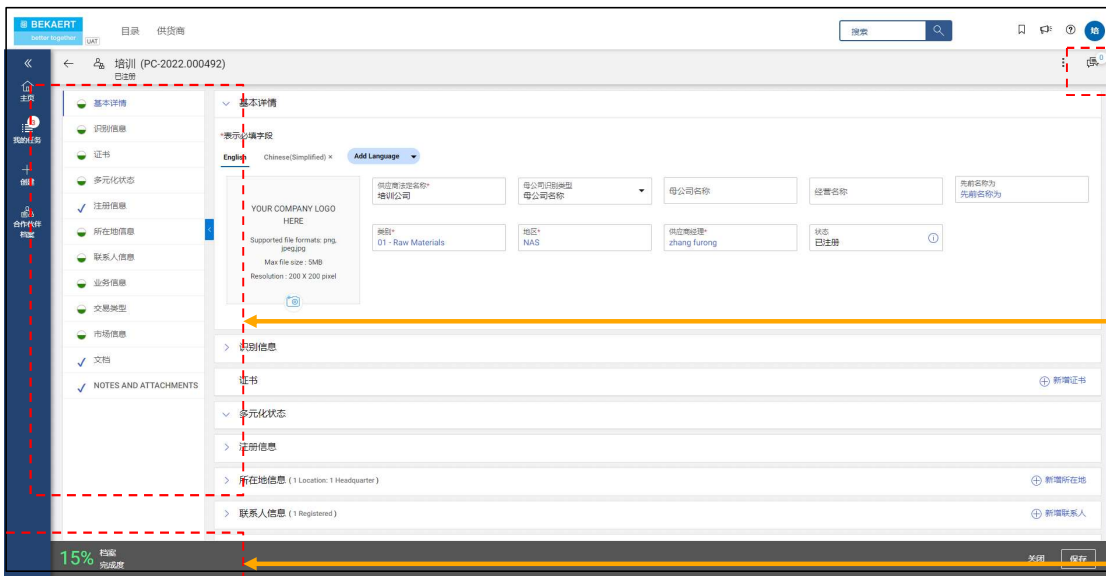 BEKAERT
better together
UAT
目录 供货商
搜索
培
培训 (PC-2022.000492)
已注册
0
主页
我的任务
创建
合作伙伴
档案
基本详情
识别信息
证书
多元化状态
注册信息
所在地信息
联系人信息
业务信息
交易类型
市场信息
文档
NOTES AND ATTACHMENTS
基本详情
*表示必填字段
English Chinese(Simplified) × Add Language
YOUR COMPANY LOGO
HERE
Supported file formats: png,
jpeg,jpg
Max file size : 5MB
Resolution : 200 X 200 pixel
供应商法定名称*
培训公司
母公司识别类型
母公司名称
母公司名称
经营名称
先前名称为
先前名称为
类别*
01 - Raw Materials
地区*
NAS
供应商经理*
zhang furong
状态
已注册
识别信息
证书
新增证书
多元化状态
注册信息
所在地信息 ( 1 Location: 1 Headquarter )
新增所在地
联系人信息 ( 1 Registered )
新增联系人
15% 档案
完成度
关闭 保存